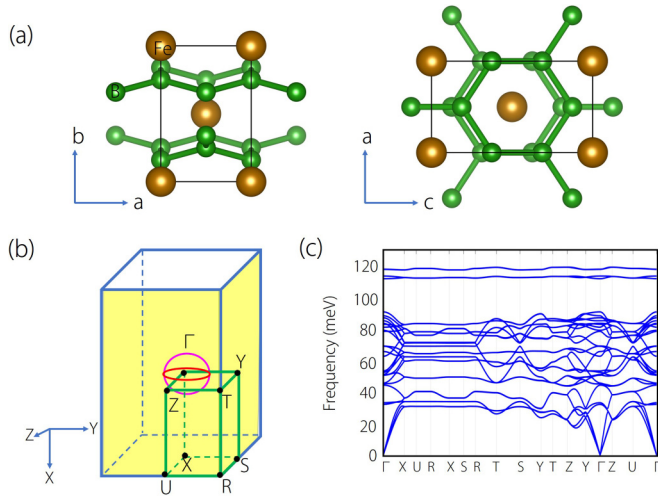 (a)
Fe
B
b
a
a
c
(b)
Γ
Y
Z
T
X
S
U
R
Z
Y
X
(c)
Frequency (meV)
120
100
80
60
40
20
0
Γ X U R X S R T S Y T Z Y Γ Z U Γ